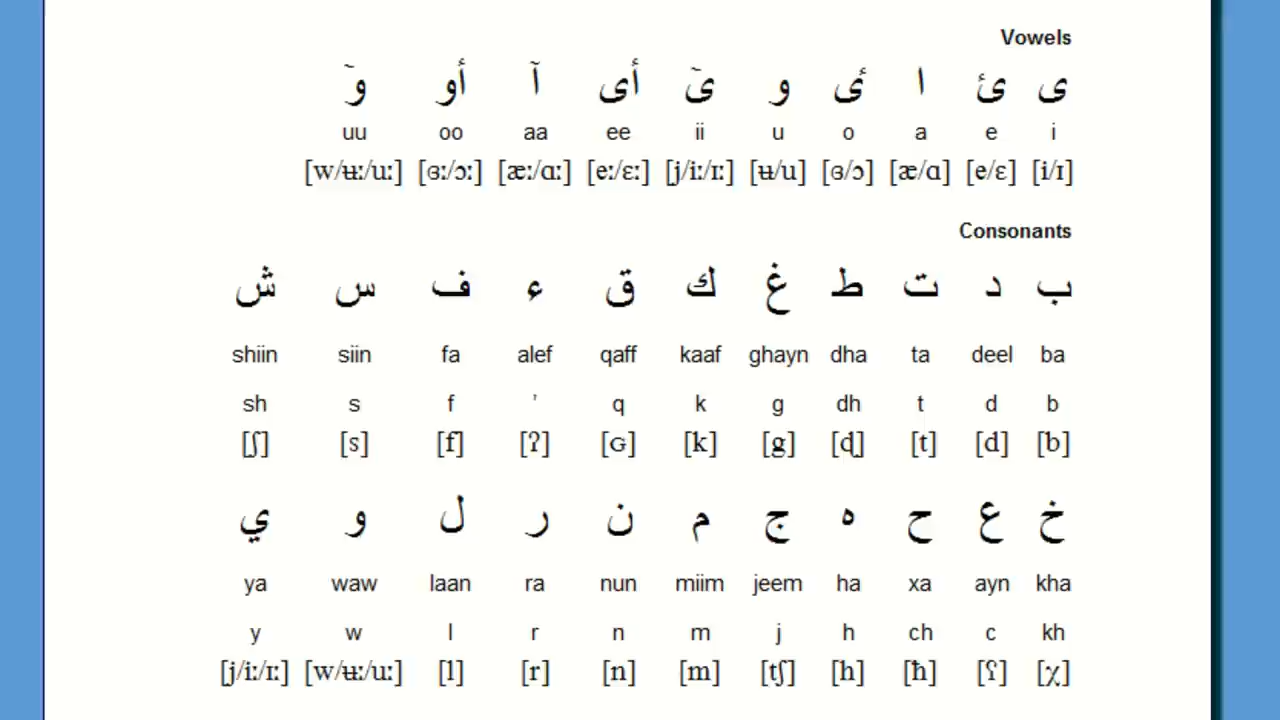 Vowels
ى ئ ا ىٔ و ىٓ أى آ أو وٓ
i e a o u ii ee aa oo uu
[i/ɪ] [e/ɛ] [æ/ɑ] [ɞ/ɔ] [ʉ/u] [j/iː/ɪː] [eː/ɛː] [æː/ɑː] [ɞː/ɔː] [w/ʉː/uː]
Consonants
ب د ت ط غ ك ق ء ف س ش
ba deel ta dha ghayn kaaf qaff alef fa siin shiin
b d t dh g k q ’ f s sh
[b] [d] [t] [ɖ] [g] [k] [ɢ] [ʔ] [f] [s] [ʃ]
خ ع ح ه ج م ن ر ل و ي
kha ayn xa ha jeem miim nun ra laan waw ya
kh c ch h j m n r l w y
[χ] [ʕ] [ħ] [h] [tʃ] [m] [n] [r] [l] [w/ʉː/uː] [j/iː/ɪː]